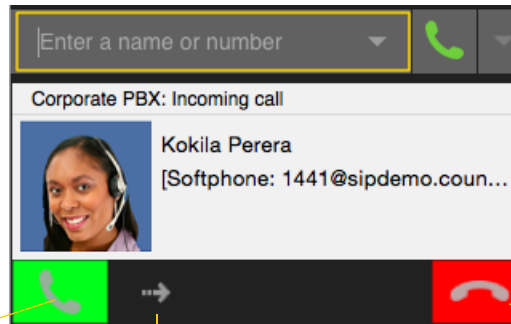 Enter a name or number
Corporate PBX: Incoming call
Kokila Perera
[Softphone: 1441@sipdemo.coun...